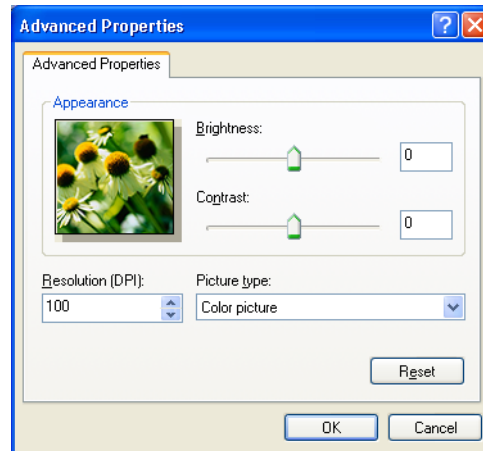 Advanced Properties
Advanced Properties
Appearance
Brightness:
0
Contrast:
0
Resolution (DPI):
Picture type:
100
Color picture
Reset
OK
Cancel